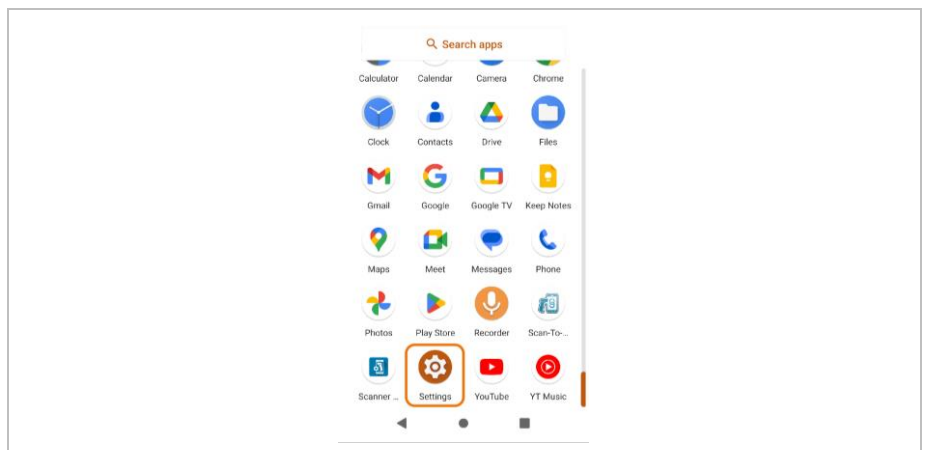 Search apps
Calculator Calendar Camera Chrome
Clock Contacts Drive Files
Gmail Google Google TV Keep Notes
Maps Meet Messages Phone
Photos Play Store Recorder Scan-To-...
Scanner ... Settings YouTube YT Music